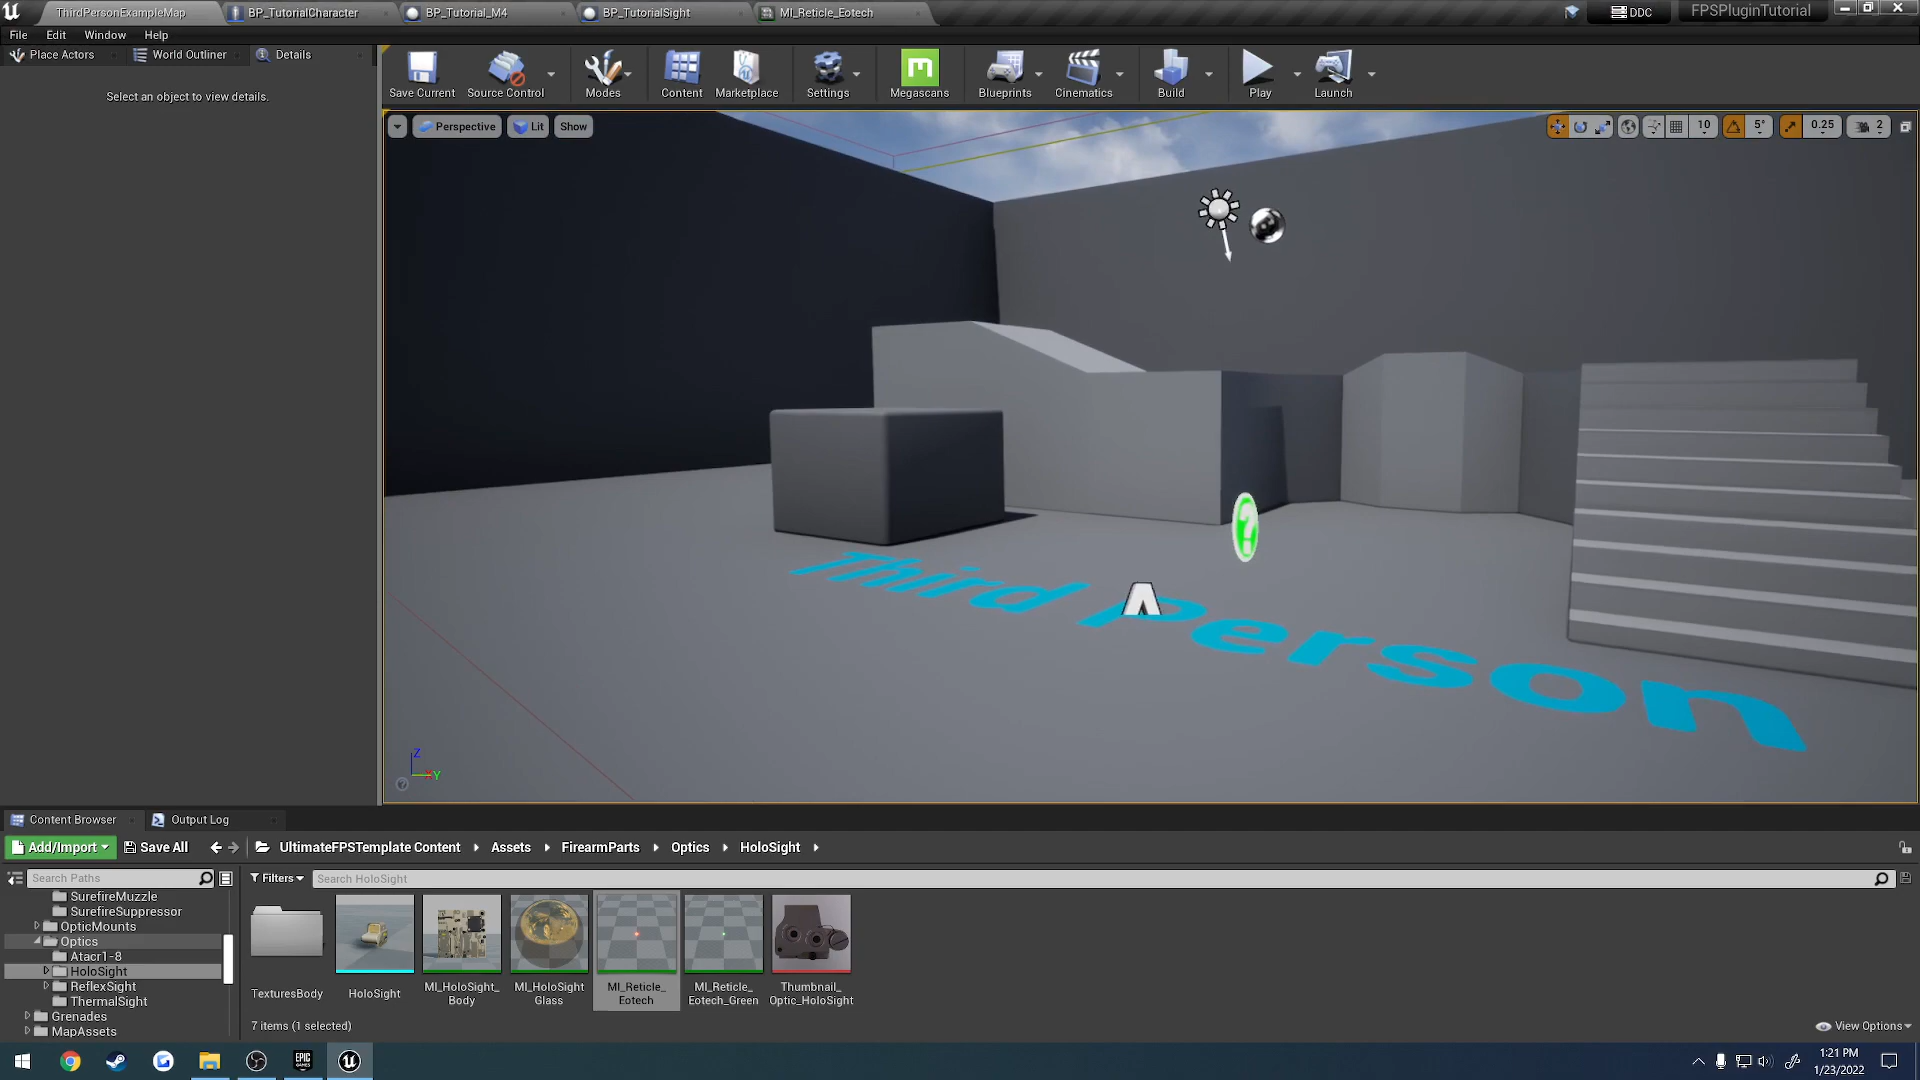 ThirdPersonExampleMap
BP_TutorialCharacter
BP_Tutorial_M4
BP_TutorialSight
MI_Reticle_Eotech
DDC
FPSPluginTutorial
File Edit Window Help
Place Actors World Outliner Details
Select an object to view details.
Save Current Source Control Modes Content Marketplace Settings Megascans Blueprints Cinematics Build Play Launch
Perspective Lit Show
10 5° 0.25 2
Third Person
Z
X Y
Content Browser Output Log
Add/Import Save All UltimateFPSTemplate Content Assets FirearmParts Optics HoloSight
Search Paths
Filters
Search HoloSight
SurefireMuzzle
SurefireSuppressor
OpticMounts
Optics
Atacr1-8
HoloSight
ReflexSight
ThermalSight
Grenades
MapAssets
TexturesBody
HoloSight
MI_HoloSight_
Body
MI_HoloSight
Glass
MI_Reticle_
Eotech
MI_Reticle_
Eotech_Green
Thumbnail_
Optic_HoloSight
7 items (1 selected)
View Options
EPIC
GAMES
1:21 PM
1/23/2022